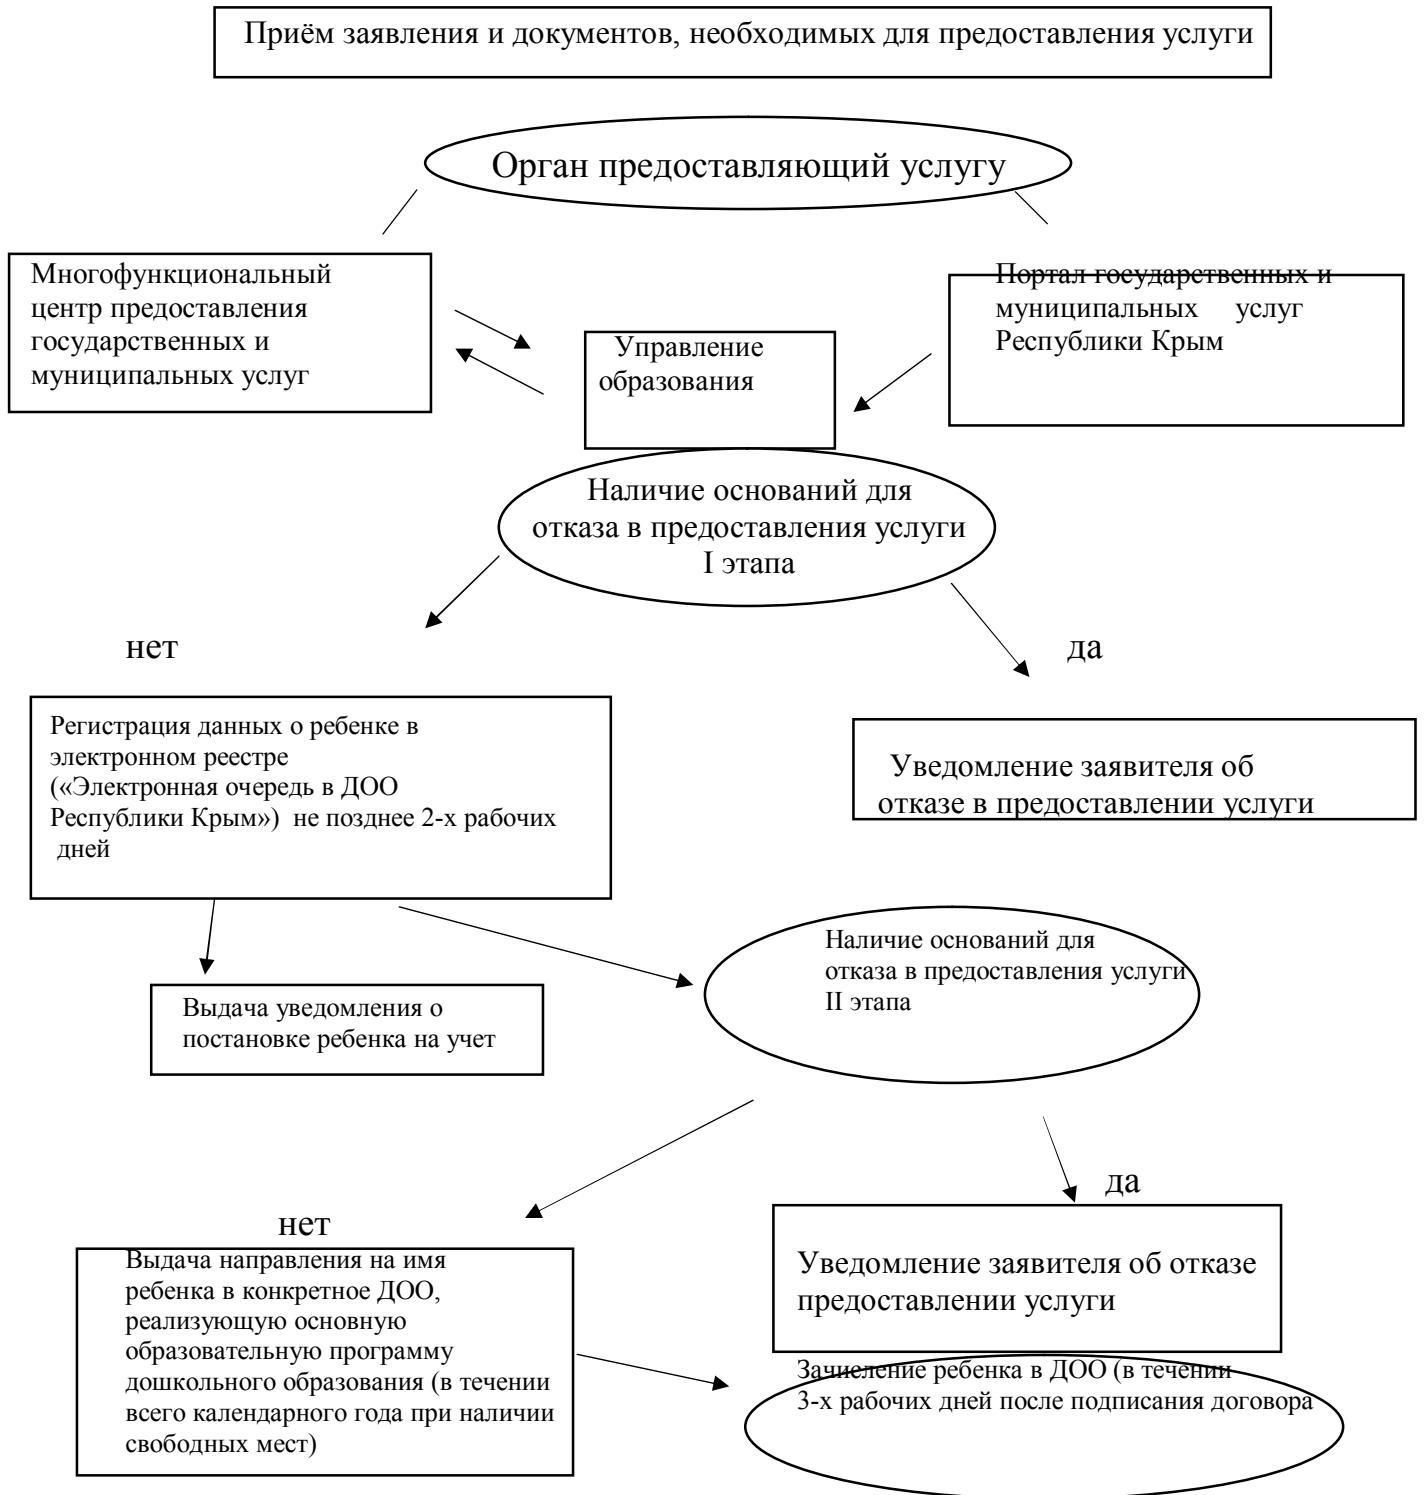 Приём заявления и документов, необходимых для предоставления услуги
Орган предоставляющий услугу
Многофункциональный
центр предоставления
государственных и
муниципальных услуг
Управление
образования
Портал государственных и
муниципальных услуг
Республики Крым
Наличие оснований для
отказа в предоставления услуги
I этапа
нет
да
Регистрация данных о ребенке в
электронном реестре
(«Электронная очередь в ДОО
Республики Крым») не позднее 2-х рабочих
дней
Уведомление заявителя об
отказе в предоставлении услуги
Наличие оснований для
отказа в предоставления услуги
II этапа
Выдача уведомления о
постановке ребенка на учет
да
нет
Выдача направления на имя
ребенка в конкретное ДОО,
реализующую основную
образовательную программу
дошкольного образования (в течении
всего календарного года при наличии
свободных мест)
Уведомление заявителя об отказе
предоставлении услуги
Зачисление ребенка в ДОО (в течении
3-х рабочих дней после подписания договора